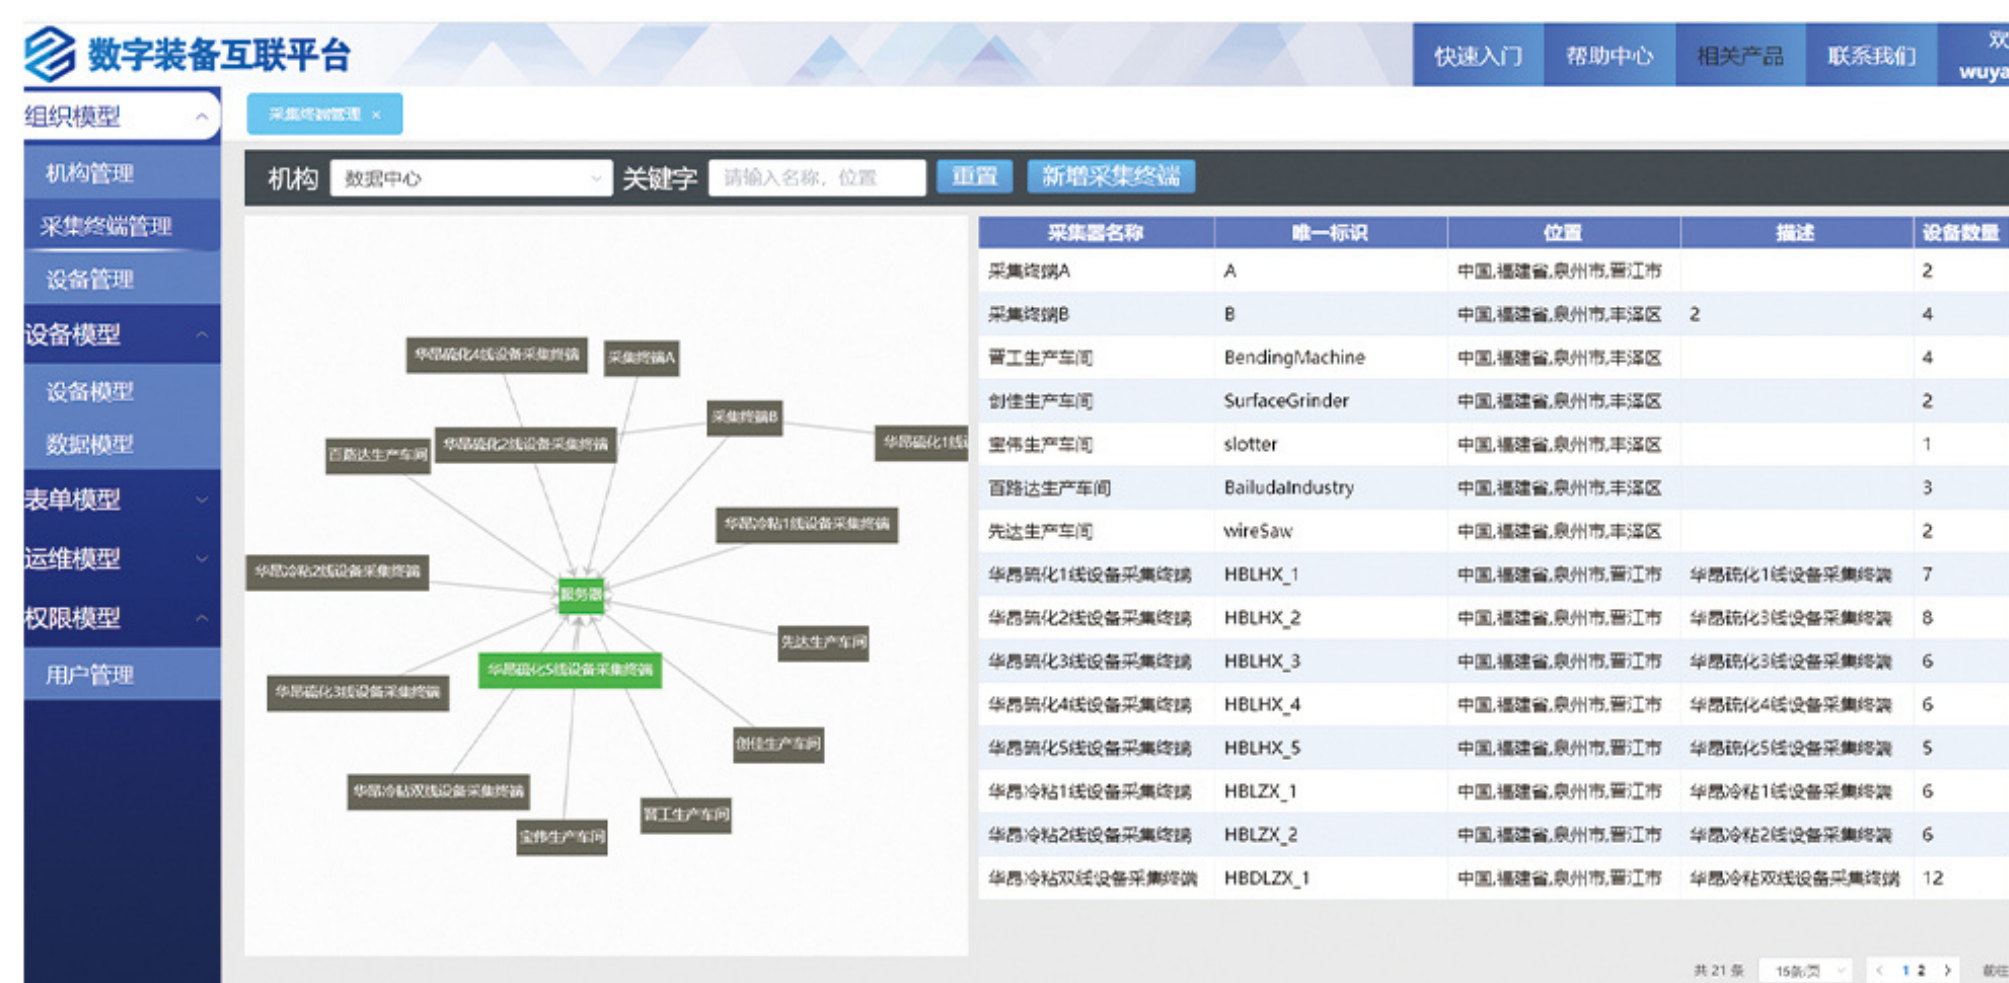 数字装备互联平台
快速入门 帮助中心 相关产品 联系我们 欢
wuya
组织模型
机构管理
采集终端管理
设备管理
设备模型
设备模型
数据模型
表单模型
运维模型
权限模型
用户管理
采集终端管理 ×
机构 数据中心 关键字 请输入名称，位置 重置 新增采集终端
华昂硫化4线设备采集终端
采集终端A
采集终端B
华昂硫化2线设备采集终端
华昂硫化1线
百路达生产车间
华昂冷粘1线设备采集终端
华昂冷粘2线设备采集终端
服务器
先达生产车间
华昂硫化5线设备采集终端
华昂硫化3线设备采集终端
创佳生产车间
华昂冷粘双线设备采集终端
晋工生产车间
宝伟生产车间
采集器名称 唯一标识 位置 描述 设备数量
采集终端A A 中国,福建省,泉州市,晋江市 2
采集终端B B 中国,福建省,泉州市,丰泽区 2 4
晋工生产车间 BendingMachine 中国,福建省,泉州市,丰泽区 4
创佳生产车间 SurfaceGrinder 中国,福建省,泉州市,丰泽区 2
宝伟生产车间 slotter 中国,福建省,泉州市,丰泽区 1
百路达生产车间 BailudaIndustry 中国,福建省,泉州市,丰泽区 3
先达生产车间 wireSaw 中国,福建省,泉州市,丰泽区 2
华昂硫化1线设备采集终端 HBLHX_1 中国,福建省,泉州市,晋江市 华昂硫化1线设备采集终端 7
华昂硫化2线设备采集终端 HBLHX_2 中国,福建省,泉州市,晋江市 华昂硫化3线设备采集终端 8
华昂硫化3线设备采集终端 HBLHX_3 中国,福建省,泉州市,晋江市 华昂硫化3线设备采集终端 6
华昂硫化4线设备采集终端 HBLHX_4 中国,福建省,泉州市,晋江市 华昂硫化4线设备采集终端 6
华昂硫化5线设备采集终端 HBLHX_5 中国,福建省,泉州市,晋江市 华昂硫化5线设备采集终端 5
华昂冷粘1线设备采集终端 HBLZX_1 中国,福建省,泉州市,晋江市 华昂冷粘1线设备采集终端 6
华昂冷粘2线设备采集终端 HBLZX_2 中国,福建省,泉州市,晋江市 华昂冷粘2线设备采集终端 6
华昂冷粘双线设备采集终端 HBDLZX_1 中国,福建省,泉州市,晋江市 华昂冷粘双线设备采集终端 12
共 21 条 15条/页 < 1 2 > 前往